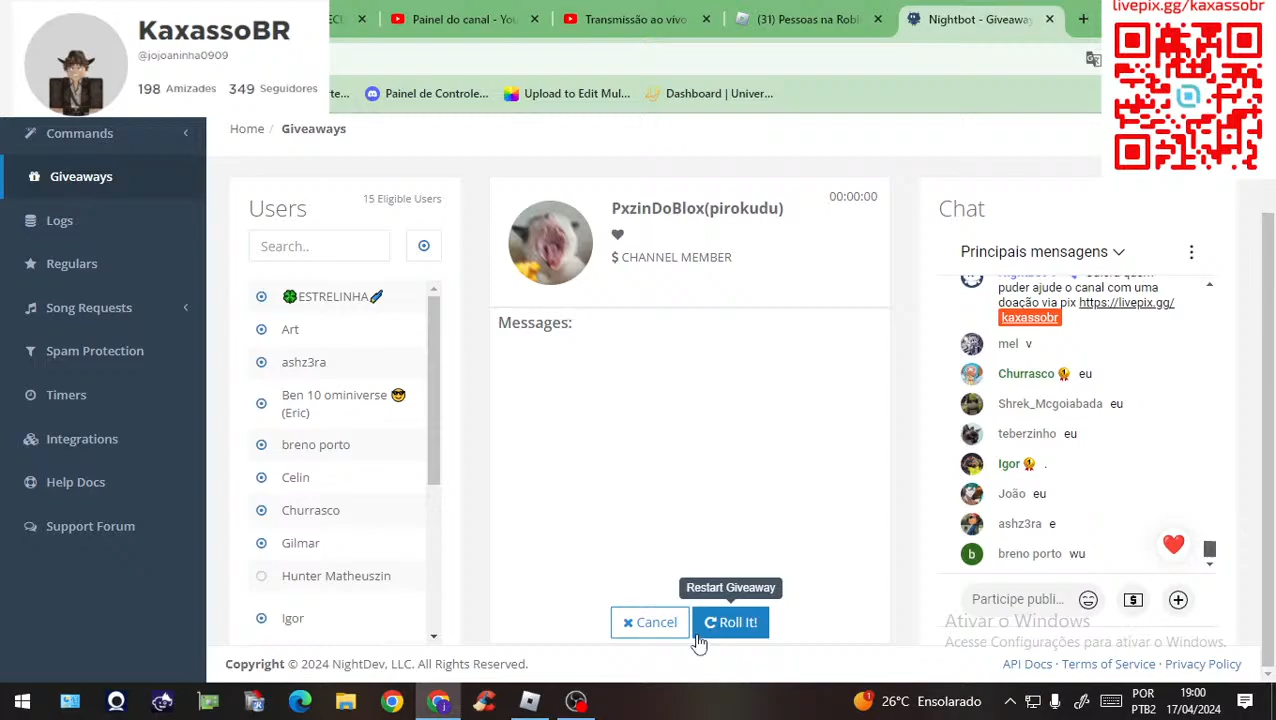 KaxassoBR
@jojoaninha0909
198 Amizades 349 Seguidores
Painel do canal - You
Transmissão ao vivo
(31) Pessoas na Rob
Nightbot - Giveaway
livepix.gg/kaxassobr
rte...
Painel de Controle...
Upload to Edit Mul...
Dashboard | Univer...
Commands
Giveaways
Logs
Regulars
Song Requests
Spam Protection
Timers
Integrations
Help Docs
Support Forum
Home / Giveaways
Users
15 Eligible Users
Search..
🍀ESTRELINHA
Art
ashz3ra
Ben 10 ominiverse 😎
(Eric)
breno porto
Celin
Churrasco
Gilmar
Hunter Matheuszin
Igor
PxzinDoBlox(pirokudu)
00:00:00
$ CHANNEL MEMBER
Messages:
Restart Giveaway
Cancel
Roll It!
Chat
Principais mensagens
puder ajude o canal com uma
doação via pix https://livepix.gg/
kaxassobr
mel v
Churrasco eu
Shrek_Mcgoiabada eu
teberzinho eu
Igor .
João eu
ashz3ra e
breno porto wu
Participe publi...
Ativar o Windows
Acesse Configurações para ativar o Windows.
Copyright © 2024 NightDev, LLC. All Rights Reserved.
API Docs · Terms of Service · Privacy Policy
26°C Ensolarado
POR
PTB2
19:00
17/04/2024